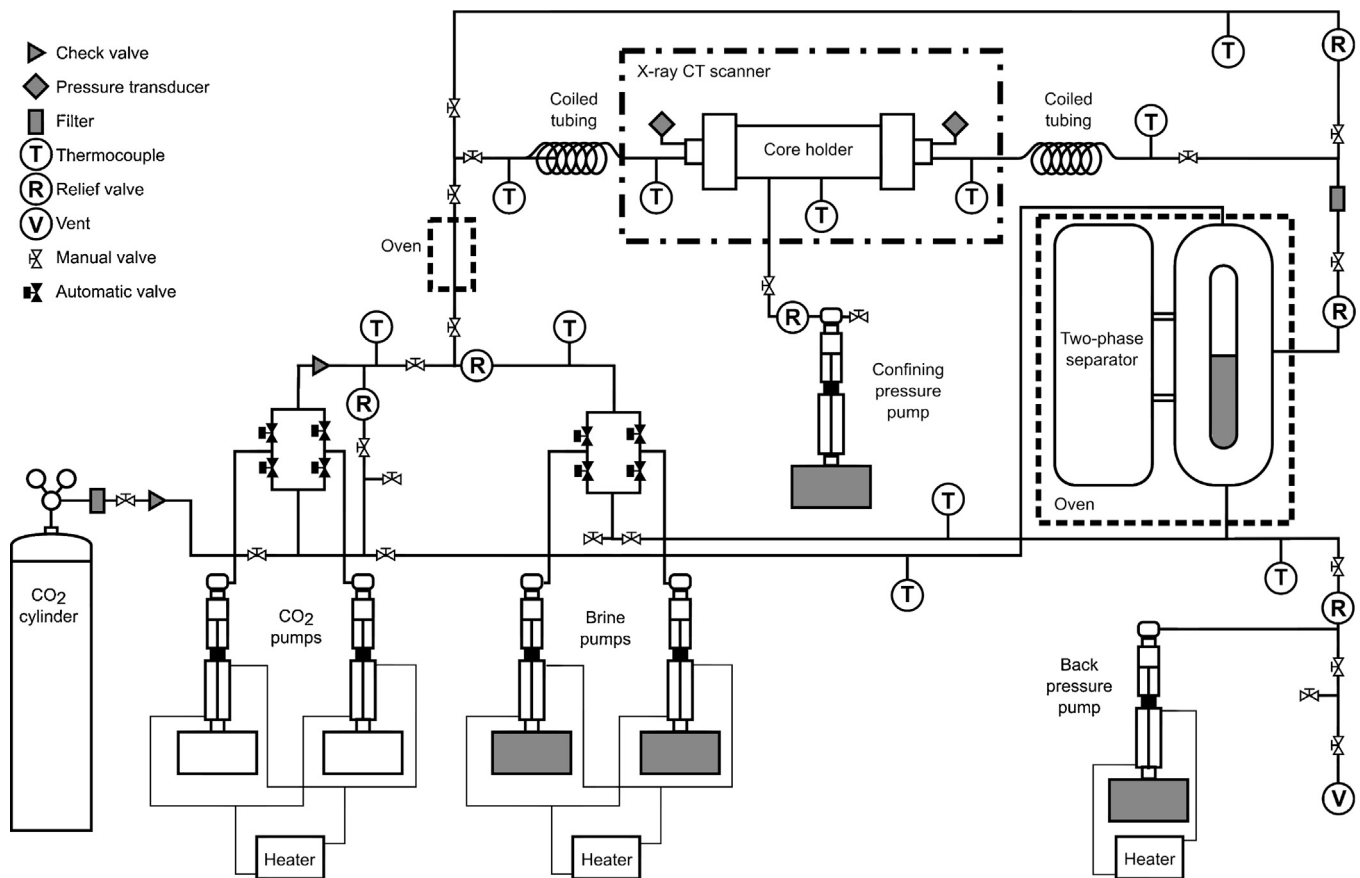 Check valve
Pressure transducer
Filter
T Thermocouple
R Relief valve
V Vent
Manual valve
Automatic valve
T
R
X-ray CT scanner
Coiled
tubing
Coiled
tubing
T
Core holder
T
T
T
T
Oven
R
Two-phase
separator
Oven
T
R
T
R
R
Confining
pressure
pump
CO2
cylinder
T
T
T
CO2
pumps
Brine
pumps
R
Back
pressure
pump
V
Heater
Heater
Heater